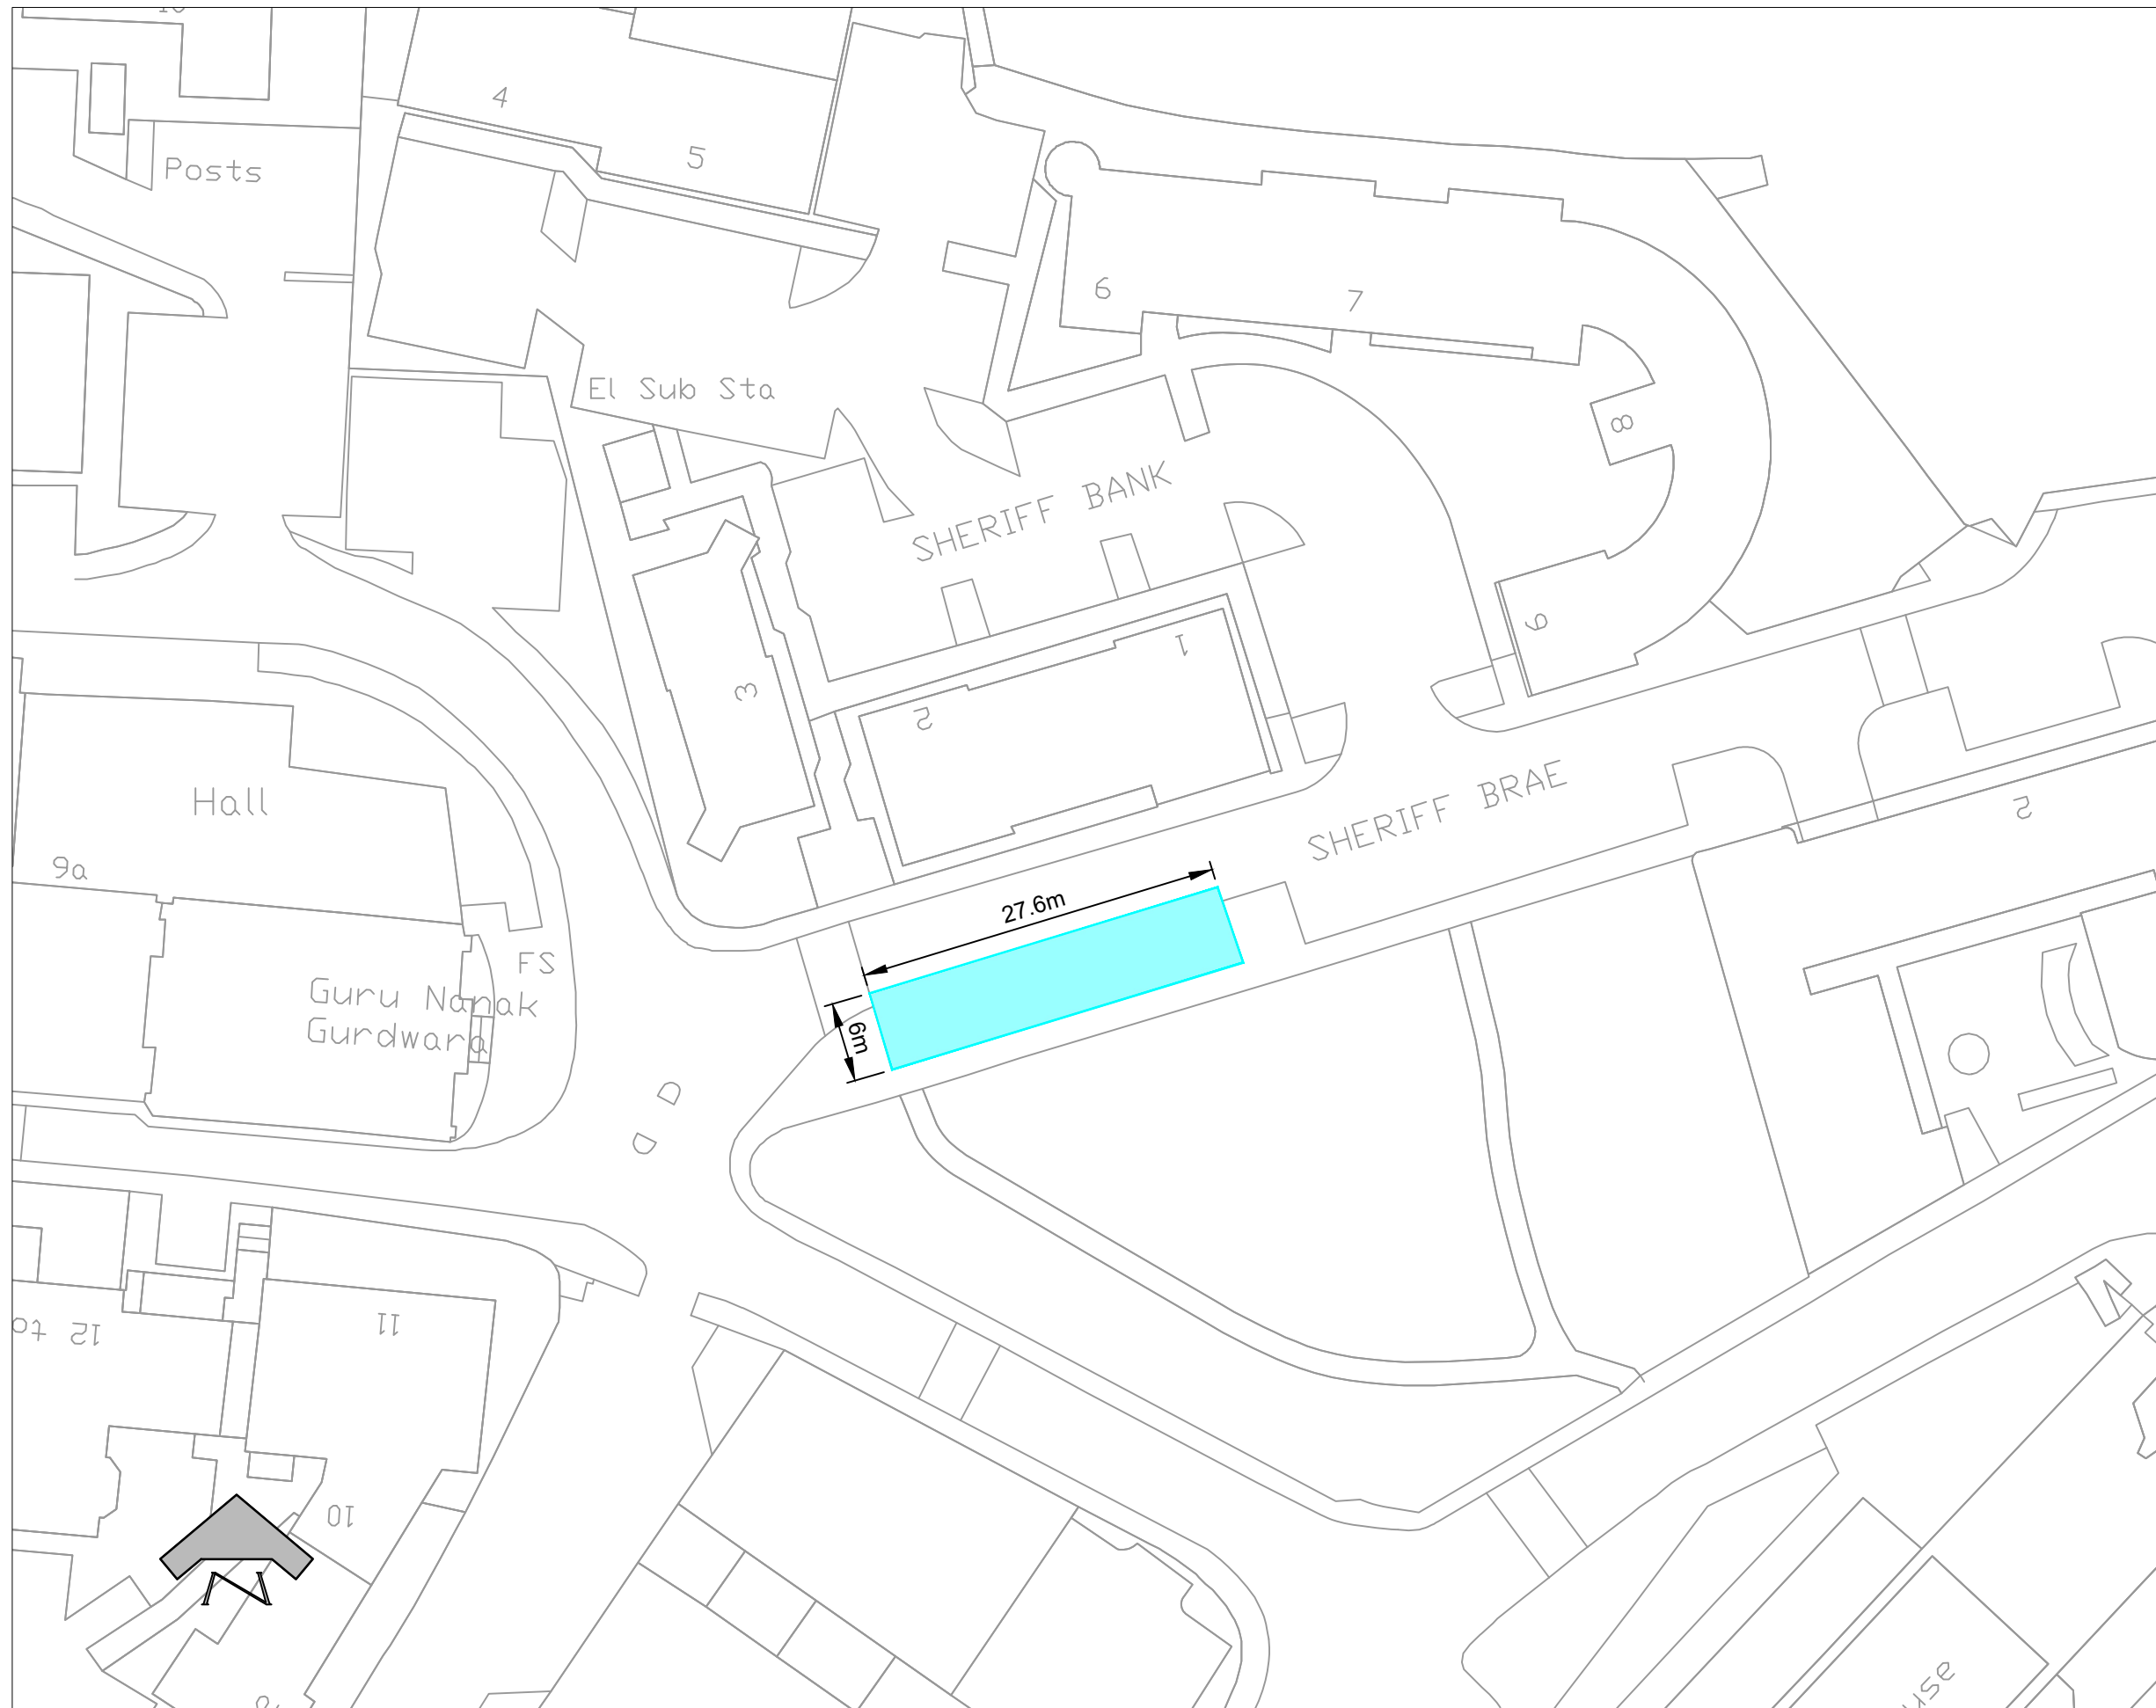 4
5
Posts
6
7
El Sub Sta
8
SHERIFF BANK
9
1
3
2
SHERIFF BRAE
2
Hall
9a
27.6m
FS
Guru Nanak
Gurdwara
6m
12 to
11
10
N